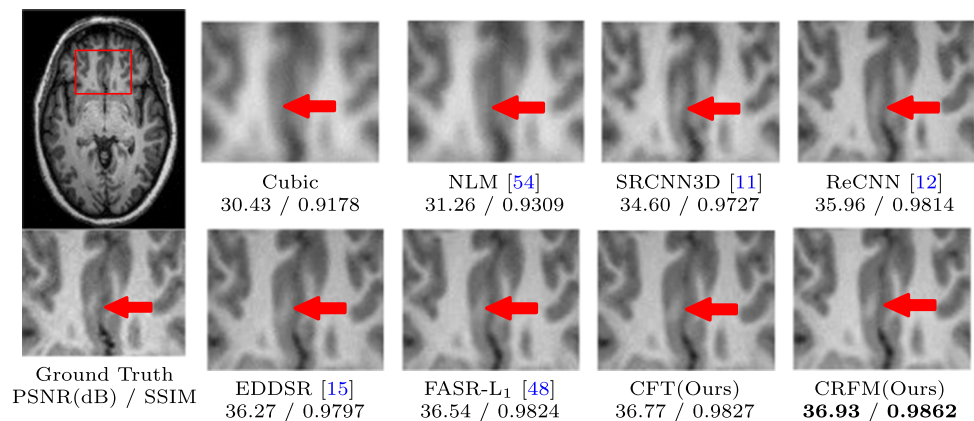 Cubic
30.43 / 0.9178
NLM [54]
31.26 / 0.9309
SRCNN3D [11]
34.60 / 0.9727
ReCNN [12]
35.96 / 0.9814
Ground Truth
PSNR(dB) / SSIM
EDDSR [15]
36.27 / 0.9797
FASR-L₁ [48]
36.54 / 0.9824
CFT(Ours)
36.77 / 0.9827
CRFM(Ours)
36.93 / 0.9862